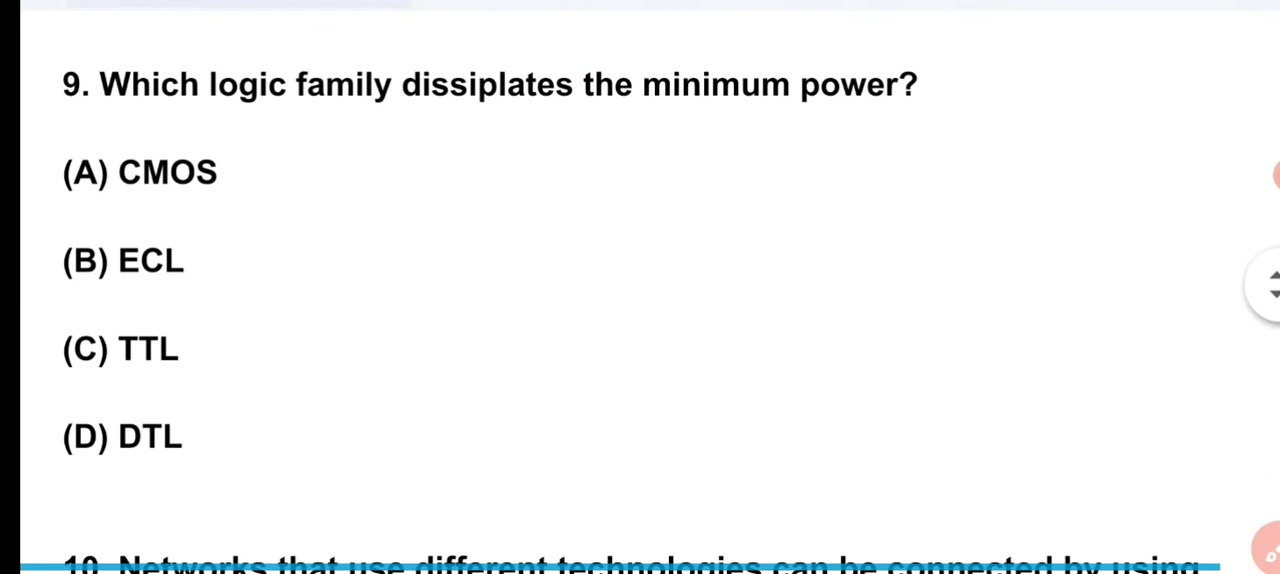 9. Which logic family dissiplates the minimum power?
(A) CMOS
(B) ECL
(C) TTL
(D) DTL
10. Networks that use different technologies can be connected by using